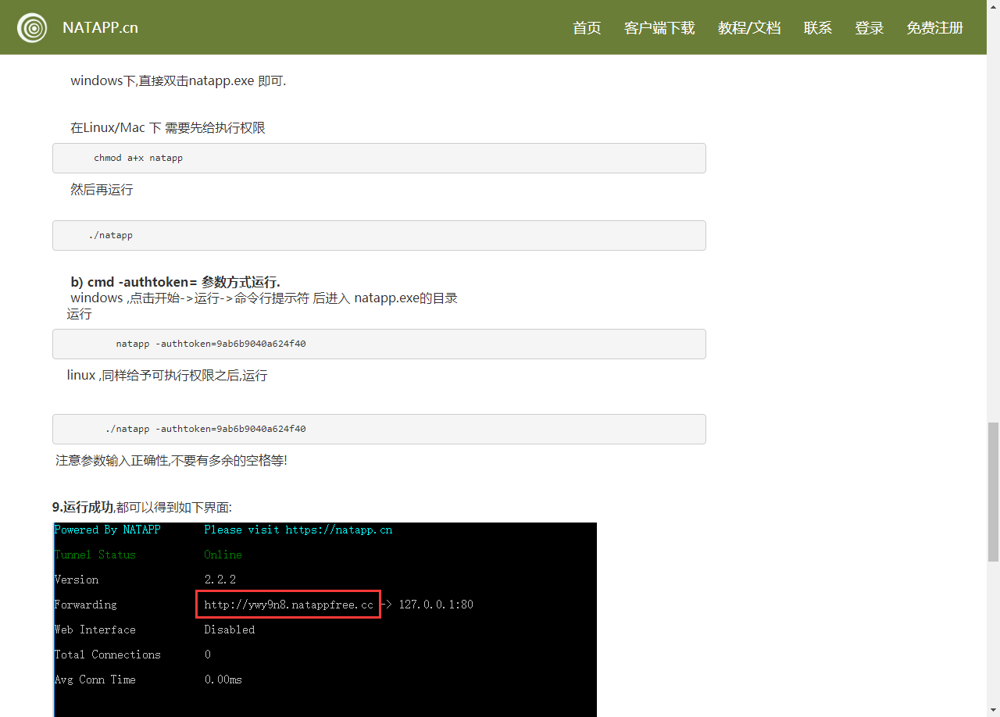 NATAPP.cn
首页 客户端下载 教程/文档 联系 登录 免费注册
windows下,直接双击natapp.exe 即可.
在Linux/Mac 下 需要先给执行权限
chmod a+x natapp
然后再运行
./natapp
b) cmd -authtoken= 参数方式运行.
windows ,点击开始->运行->命令行提示符 后进入 natapp.exe的目录
运行
natapp -authtoken=9ab6b9040a624f40
linux ,同样给予可执行权限之后,运行
./natapp -authtoken=9ab6b9040a624f40
注意参数输入正确性,不要有多余的空格等!
9.运行成功,都可以得到如下界面:
Powered By NATAPP Please visit https://natapp.cn
Tunnel Status Online
Version 2.2.2
Forwarding http://ywy9n8.natappfree.cc -> 127.0.0.1:80
Web Interface Disabled
Total Connections 0
Avg Conn Time 0.00ms